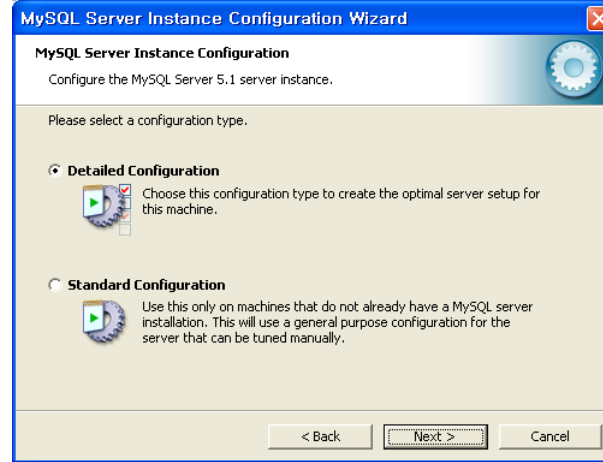 MySQL Server Instance Configuration Wizard
MySQL Server Instance Configuration
Configure the MySQL Server 5.1 server instance.
Please select a configuration type.
Detailed Configuration
Choose this configuration type to create the optimal server setup for
this machine.
Standard Configuration
Use this only on machines that do not already have a MySQL server
installation. This will use a general purpose configuration for the
server that can be tuned manually.
< Back
Next >
Cancel